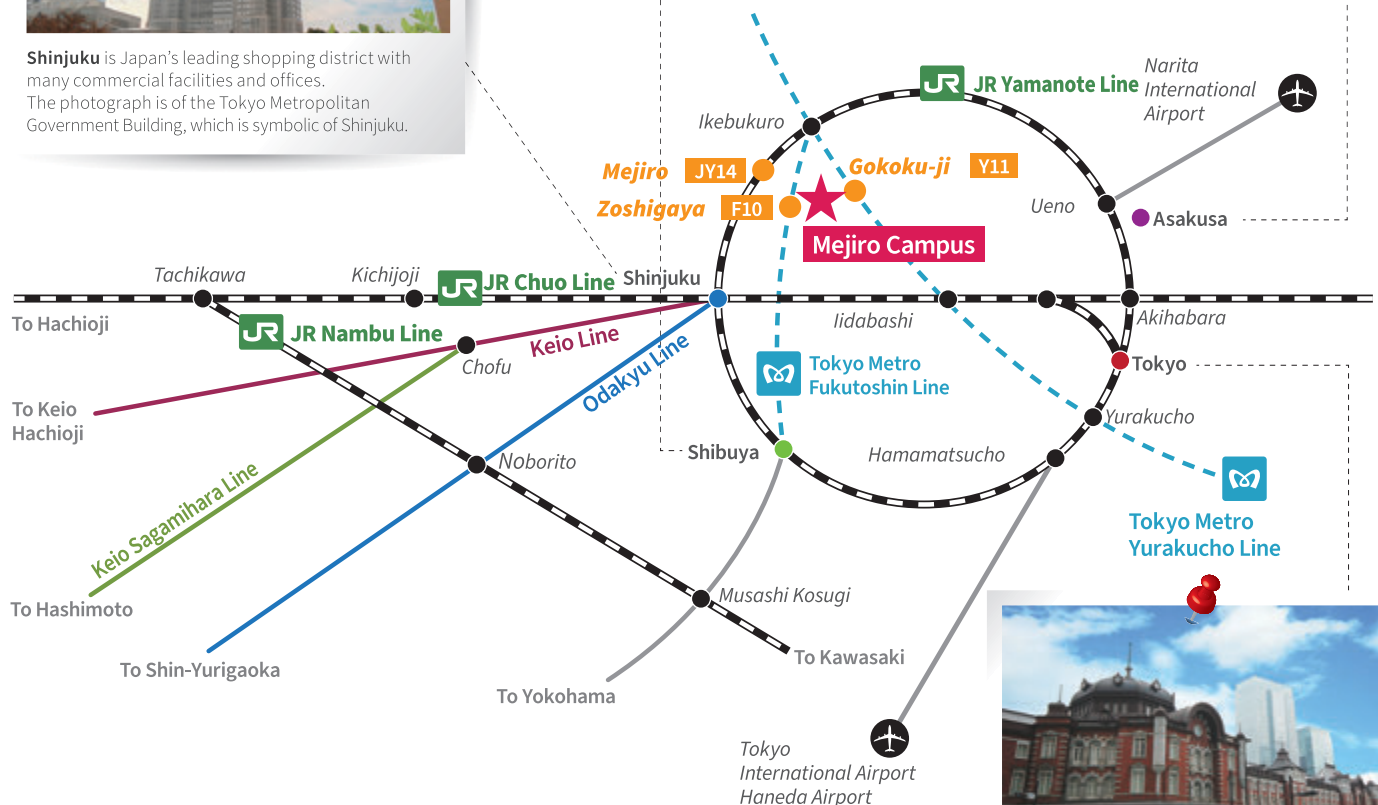 Shinjuku is Japan’s leading shopping district with
many commercial facilities and offices.
The photograph is of the Tokyo Metropolitan
Government Building, which is symbolic of Shinjuku.
JR
JR Yamanote Line
Narita
International
Airport
Ikebukuro
Mejiro
JY14
Gokoku-ji
Y11
Zoshigaya
F10
Ueno
Asakusa
Mejiro Campus
Tachikawa
Kichijoji
JR
JR Chuo Line
Shinjuku
To Hachioji
JR
JR Nambu Line
Keio Line
Iidabashi
Akihabara
Chofu
Odakyu Line
Tokyo Metro
Fukutoshin Line
Tokyo
To Keio
Hachioji
Yurakucho
Shibuya
Hamamatsucho
Noborito
Keio Sagamihara Line
Tokyo Metro
Yurakucho Line
To Hashimoto
Musashi Kosugi
To Shin-Yurigaoka
To Kawasaki
To Yokohama
Tokyo
International Airport
Haneda Airport